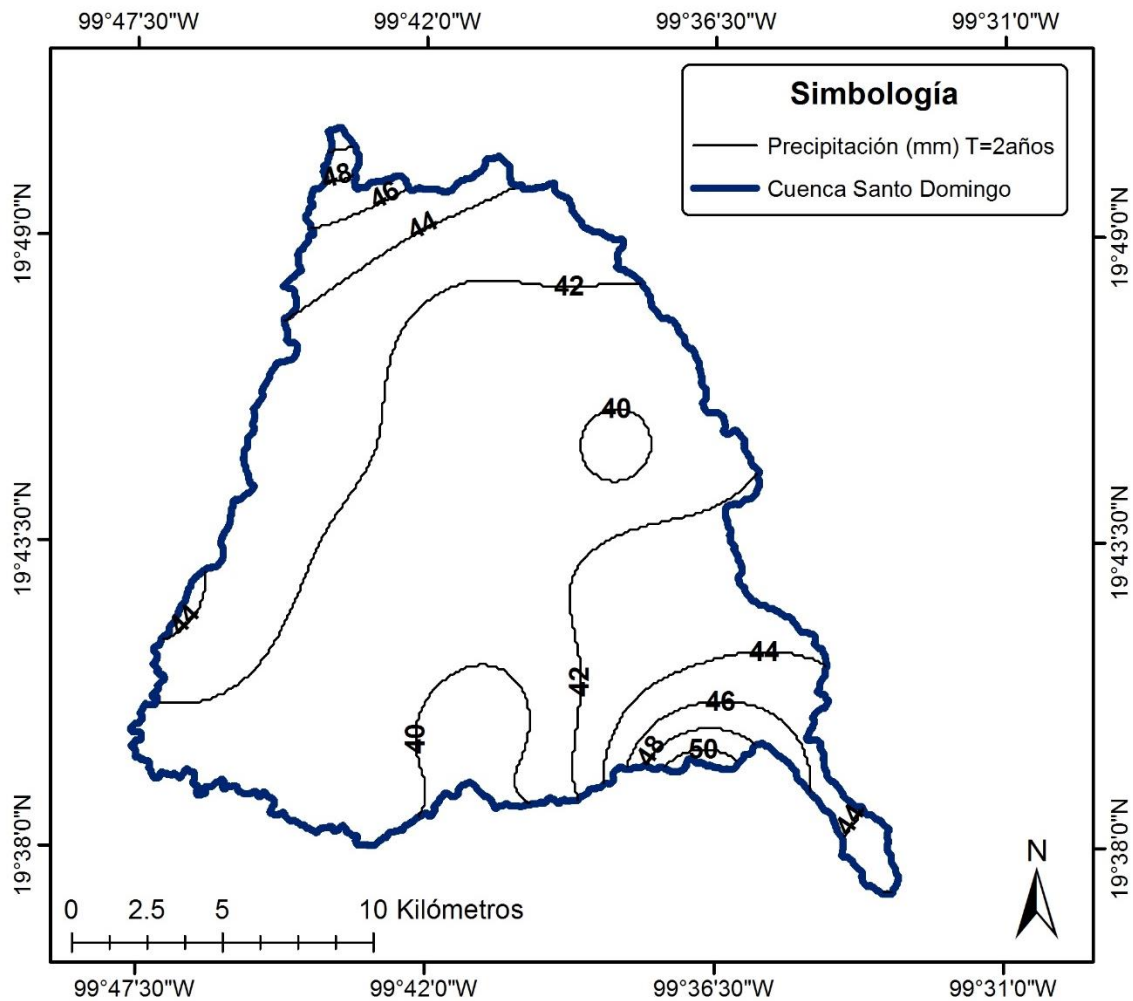 99°47'30"W 99°42'0"W 99°36'30"W 99°31'0"W
Simbología
Precipitación (mm) T=2años
Cuenca Santo Domingo
48
46
44
19°49'0"N
19°49'0"N
42
40
19°43'30"N
19°43'30"N
44
44
42
46
40
48
50
44
19°38'0"N
19°38'0"N
N
0 2.5 5 10 Kilómetros
99°47'30"W 99°42'0"W 99°36'30"W 99°31'0"W